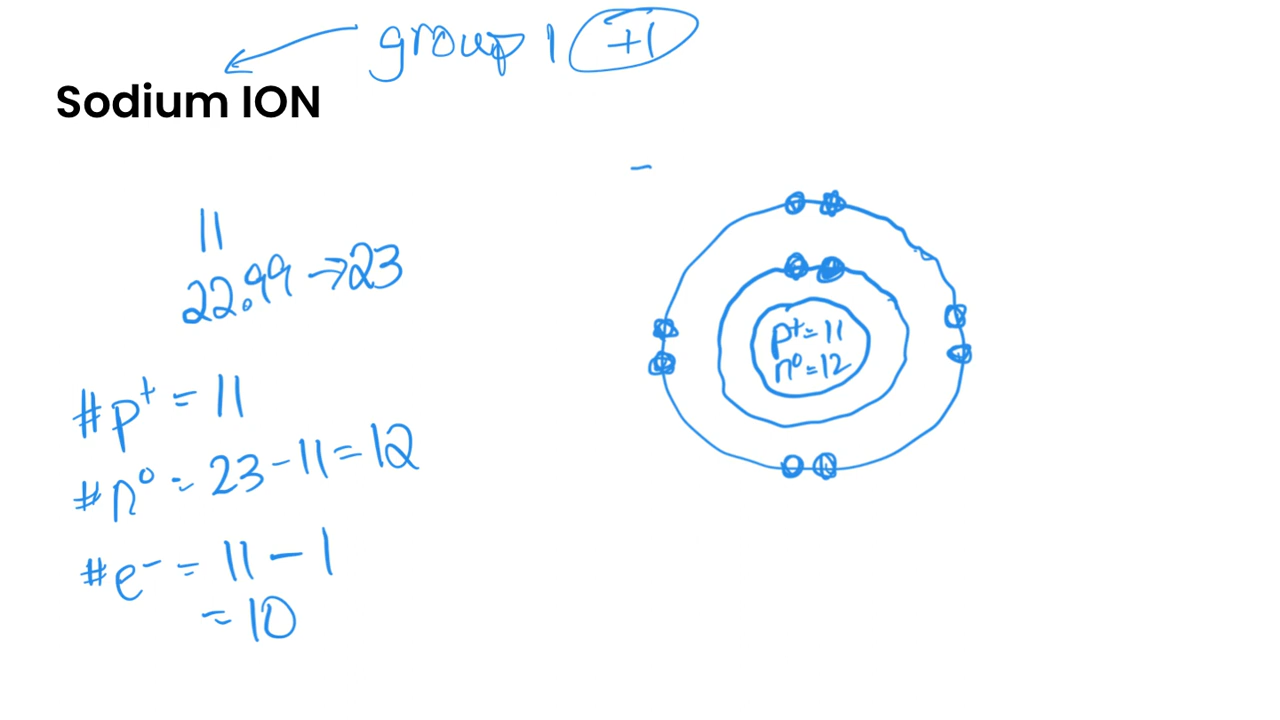 group 1 +1
Sodium ION
11
22.99 → 23
#p⁺ = 11
#n⁰ = 23 - 11 = 12
#e⁻ = 11 - 1
= 10
-
p⁺ = 11
n⁰ = 12